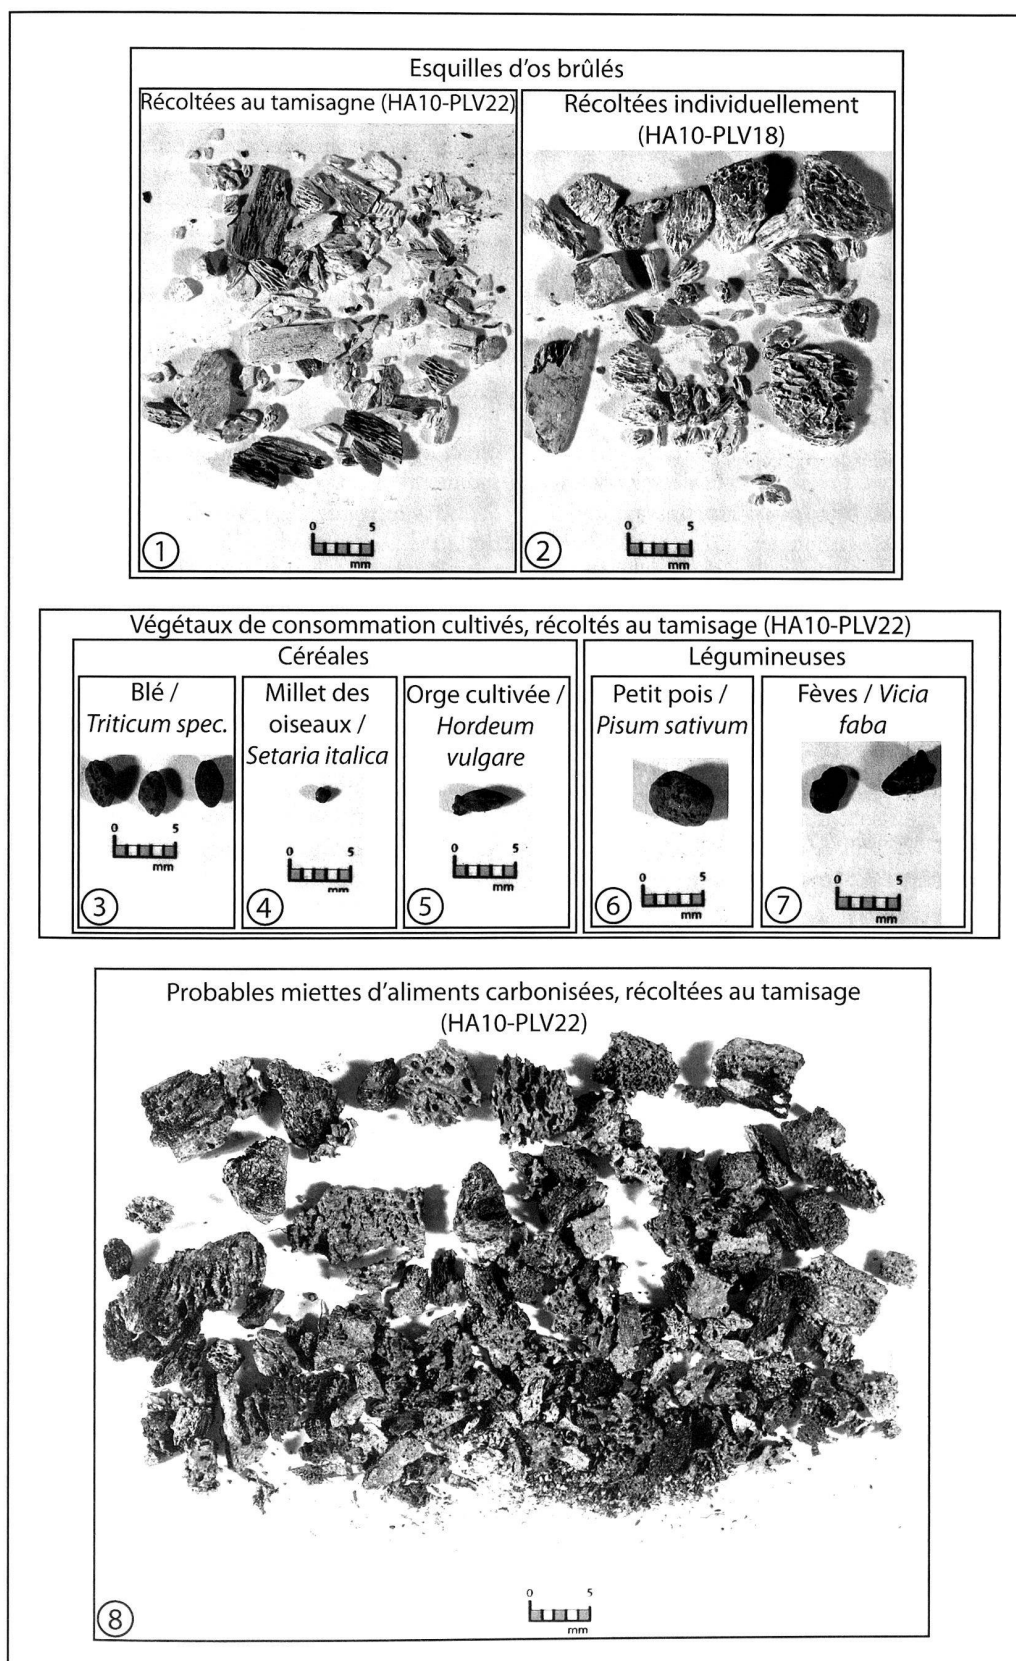 Esquilles d'os brûlés
Récoltées au tamisagne (HA10-PLV22)
0 5
mm
1
Récoltées individuellement
(HA10-PLV18)
0 5
mm
2
Végétaux de consommation cultivés, récoltés au tamisage (HA10-PLV22)
Céréales
Blé /
Triticum spec.
0 5
mm
3
Millet des
oiseaux /
Setaria italica
0 5
mm
4
Orge cultivée /
Hordeum
vulgare
0 5
mm
5
Légumineuses
Petit pois /
Pisum sativum
0 5
mm
6
Fèves / Vicia
faba
0 5
mm
7
Probables miettes d'aliments carbonisées, récoltées au tamisage
(HA10-PLV22)
0 5
mm
8